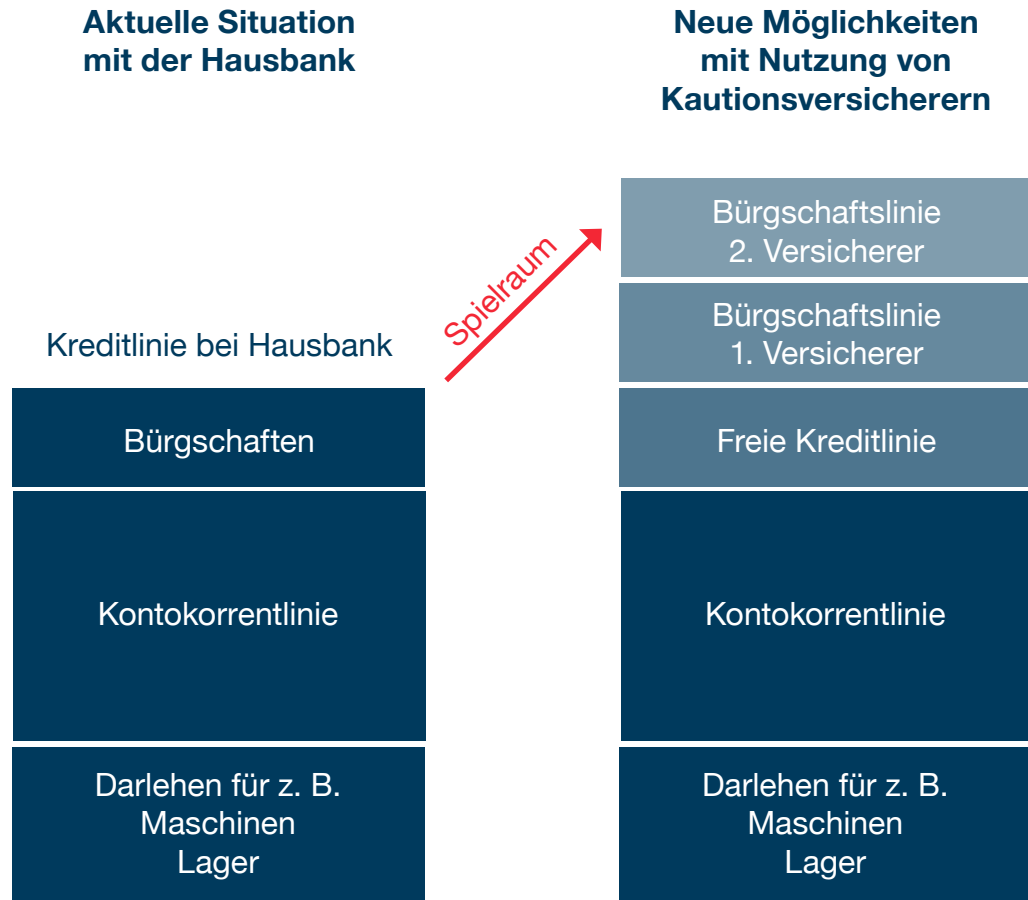 Aktuelle Situation
mit der Hausbank
Neue Möglichkeiten
mit Nutzung von
Kautionsversicherern
Kreditlinie bei Hausbank
Bürgschaften
Kontokorrentlinie
Darlehen für z. B.
Maschinen
Lager
Spielraum
Bürgschaftslinie
2. Versicherer
Bürgschaftslinie
1. Versicherer
Freie Kreditlinie
Kontokorrentlinie
Darlehen für z. B.
Maschinen
Lager